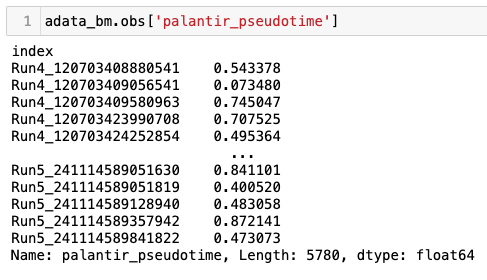 1 adata_bm.obs['palantir_pseudotime']
index
Run4_120703408880541    0.543378
Run4_120703409056541    0.073480
Run4_120703409580963    0.745047
Run4_120703423990708    0.707525
Run4_120703424252854    0.495364
                          ...
Run5_241114589051630    0.841101
Run5_241114589051819    0.400520
Run5_241114589128940    0.483058
Run5_241114589357942    0.872141
Run5_241114589841822    0.473073
Name: palantir_pseudotime, Length: 5780, dtype: float64